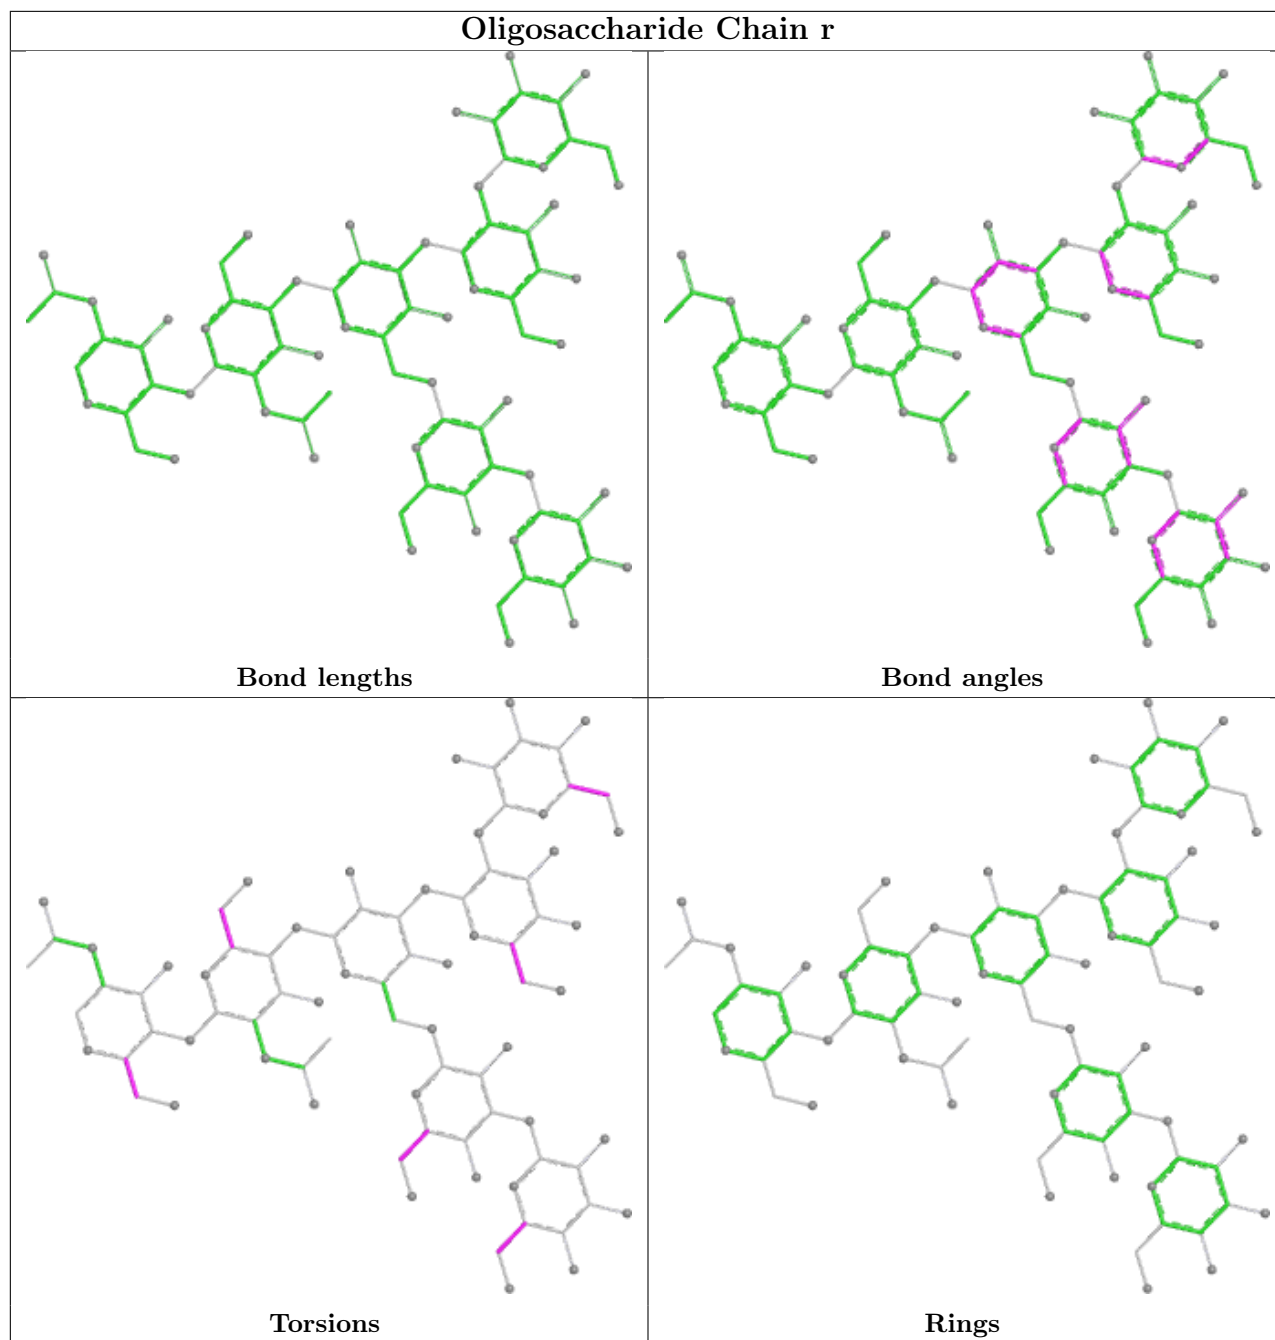 Oligosaccharide Chain r
Bond lengths
Bond angles
Torsions
Rings